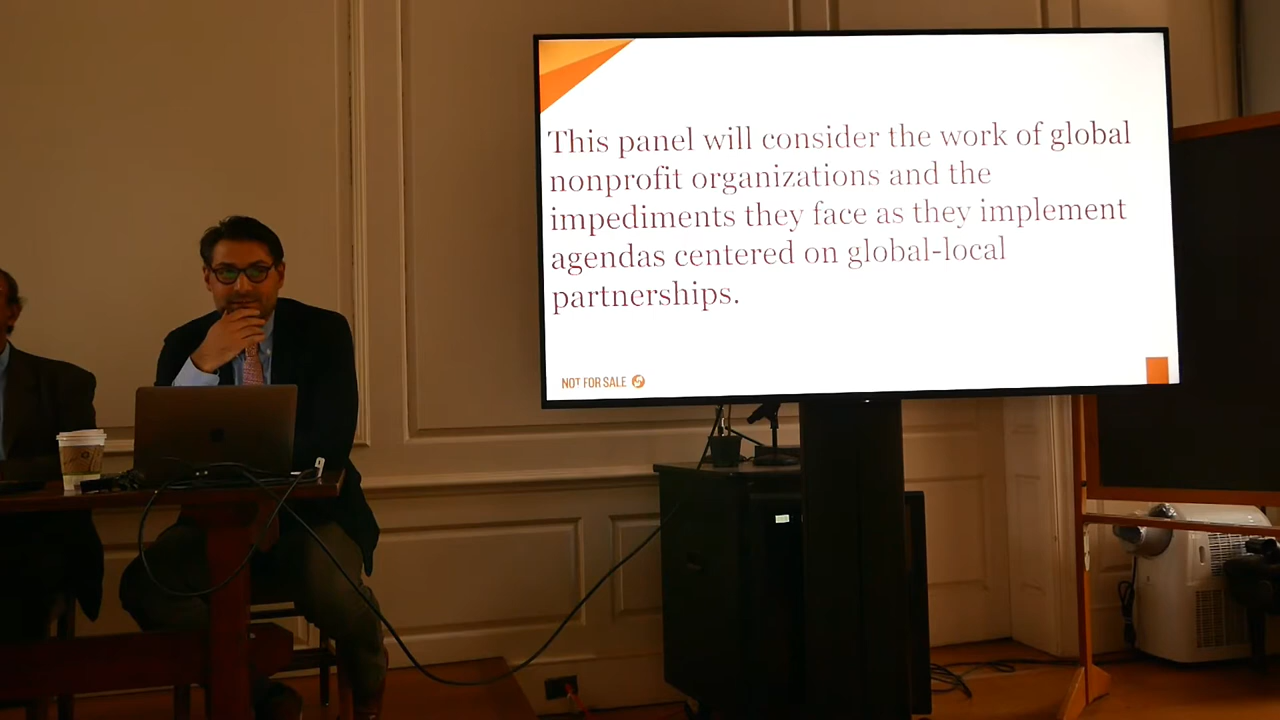 This panel will consider the work of global
nonprofit organizations and the
impediments they face as they implement
agendas centered on global-local
partnerships.
NOT FOR SALE